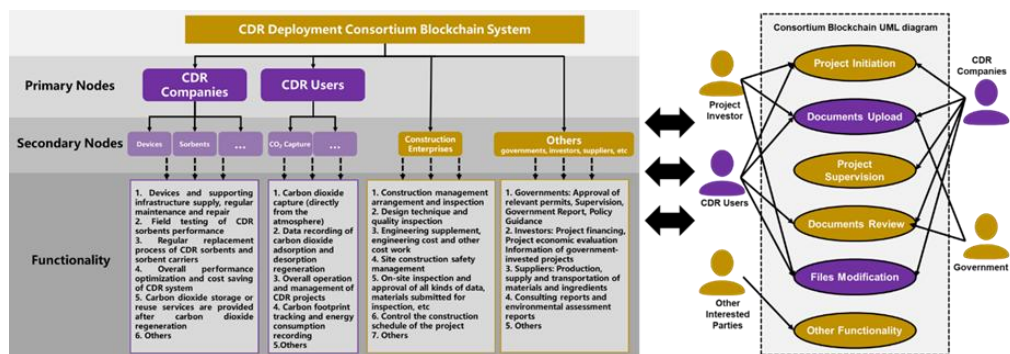 CDR Deployment Consortium Blockchain System
Primary Nodes
CDR
Companies
CDR Users
Secondary Nodes
Devices
Sorbents
...
CO₂ Capture
...
Construction
Enterprises
Others
governments, investors, suppliers, etc
Functionality
1. Devices and supporting
infrastructure supply, regular
maintenance and repair
2. Field testing of CDR
sorbents performance
3. Regular replacement
process of CDR sorbents and
sorbent carriers
4. Overall performance
optimization and cost saving
of CDR system
5. Carbon dioxide storage or
reuse services are provided
after carbon dioxide
regeneration
6. Others
1. Carbon dioxide
capture (directly
from the
atmosphere)
2. Data recording of
carbon dioxide
adsorption and
desorption
regeneration
3. Overall operation
and management of
CDR projects
4. Carbon footprint
tracking and energy
consumption
recording
5.Others
1. Construction management
arrangement and inspection
2. Design technique and
quality inspection
3. Engineering supplement,
engineering cost and other
cost work
4. Site construction safety
management
5. On-site inspection and
approval of all kinds of data,
materials submitted for
inspection, etc
6. Control the construction
schedule of the project
7. Others
1. Governments: Approval of
relevant permits, Supervision,
Government Report, Policy
Guidance
2. Investors: Project financing,
Project economic evaluation
Information of government-
invested projects
3. Suppliers: Production,
supply and transportation of
materials and ingredients
4. Consulting reports and
environmental assessment
reports
5. Others
Consortium Blockchain UML diagram
Project
Investor
CDR Users
Other
Interested
Parties
Project Initiation
Documents Upload
Project
Supervision
Documents Review
Files Modification
Other Functionality
CDR
Companies
Government